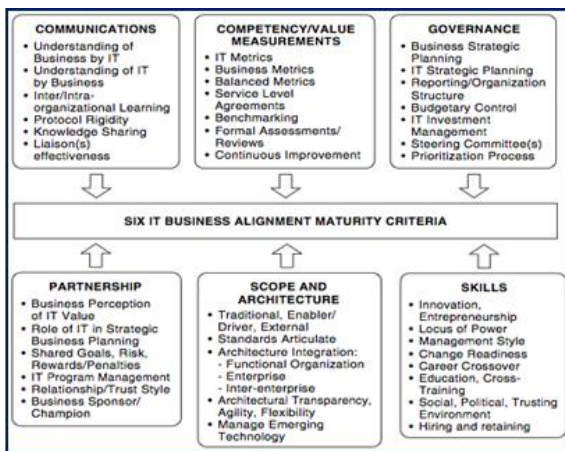 COMMUNICATIONS
• Understanding of
Business by IT
• Understanding of IT
by Business
• Inter/Intra-
organizational Learning
• Protocol Rigidity
• Knowledge Sharing
• Liaison(s)
effectiveness
COMPETENCY/VALUE
MEASUREMENTS
• IT Metrics
• Business Metrics
• Balanced Metrics
• Service Level
Agreements
• Benchmarking
• Formal Assessments/
Reviews
• Continuous Improvement
GOVERNANCE
• Business Strategic
Planning
• IT Strategic Planning
• Reporting/Organization
Structure
• Budgetary Control
• IT Investment
Management
• Steering Committee(s)
• Prioritization Process
SIX IT BUSINESS ALIGNMENT MATURITY CRITERIA
PARTNERSHIP
• Business Perception
of IT Value
• Role of IT in Strategic
Business Planning
• Shared Goals, Risk,
Rewards/Penalties
• IT Program Management
• Relationship/Trust Style
• Business Sponsor/
Champion
SCOPE AND
ARCHITECTURE
• Traditional, Enabler/
Driver, External
• Standards Articulate
• Architecture Integration:
- Functional Organization
- Enterprise
- Inter-enterprise
• Architectural Transparency,
Agility, Flexibility
• Manage Emerging
Technology
SKILLS
• Innovation,
Entrepreneurship
• Locus of Power
• Management Style
• Change Readiness
• Career Crossover
• Education, Cross-
Training
• Social, Political, Trusting
Environment
• Hiring and retaining